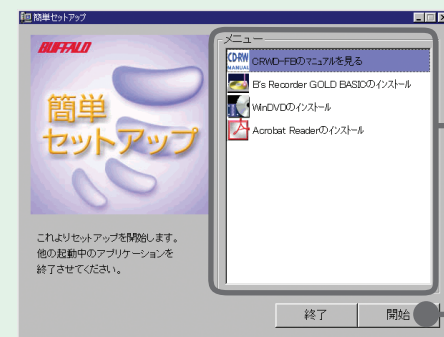 簡単セットアップ
BUFFALO
簡単
セットアップ
これよりセットアップを開始します。
他の起動中のアプリケーションを
終了させてください。
メニュー
CD-RW
MANUAL
CRWD-FBのマニュアルを見る
B's Recorder GOLD BASICのインストール
WinDVDのインストール
Acrobat Readerのインストール
終了
開始